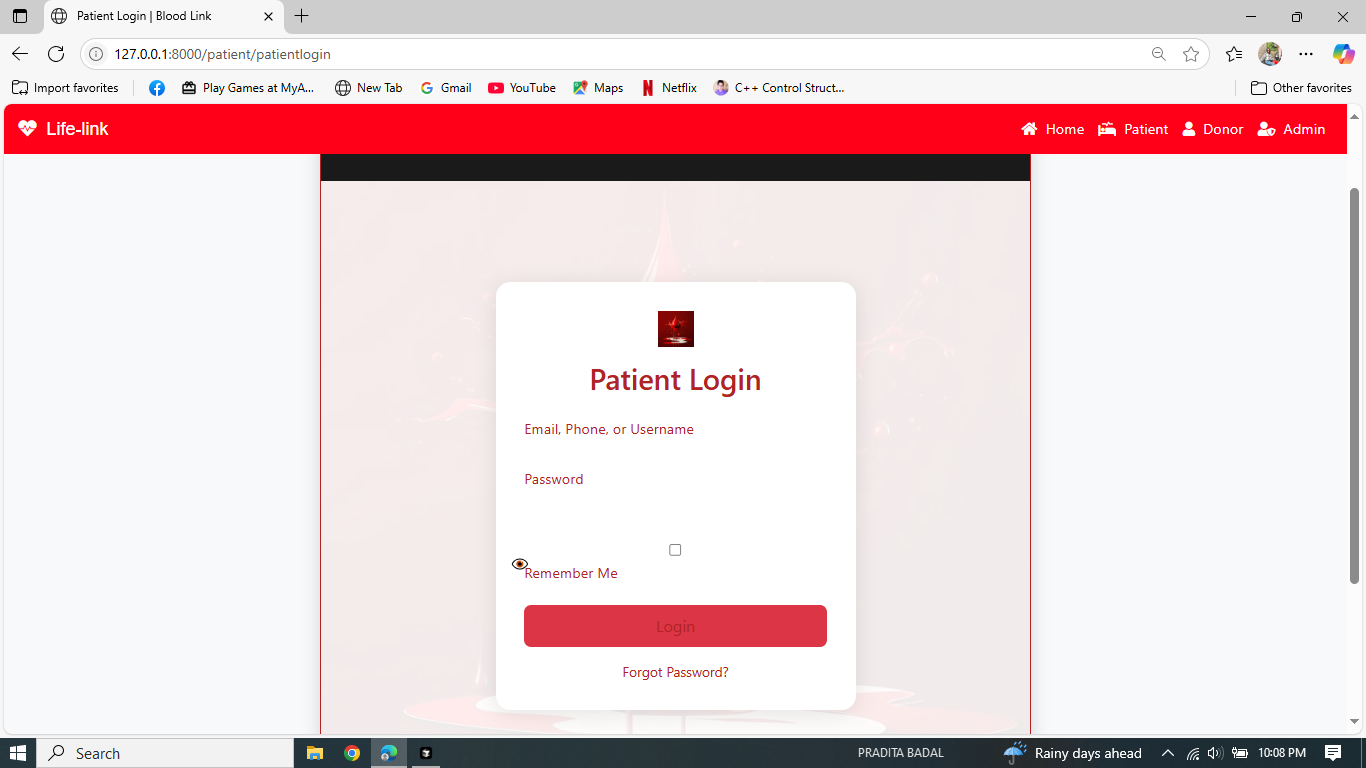 Patient Login | Blood Link
127.0.0.1:8000/patient/patientlogin
Import favorites Play Games at MyA... New Tab Gmail YouTube Maps Netflix C++ Control Struct... Other favorites
Life-link Home Patient Donor Admin
Patient Login
Email, Phone, or Username
Password
Remember Me
Login
Forgot Password?
Search PRADITA BADAL Rainy days ahead 10:08 PM